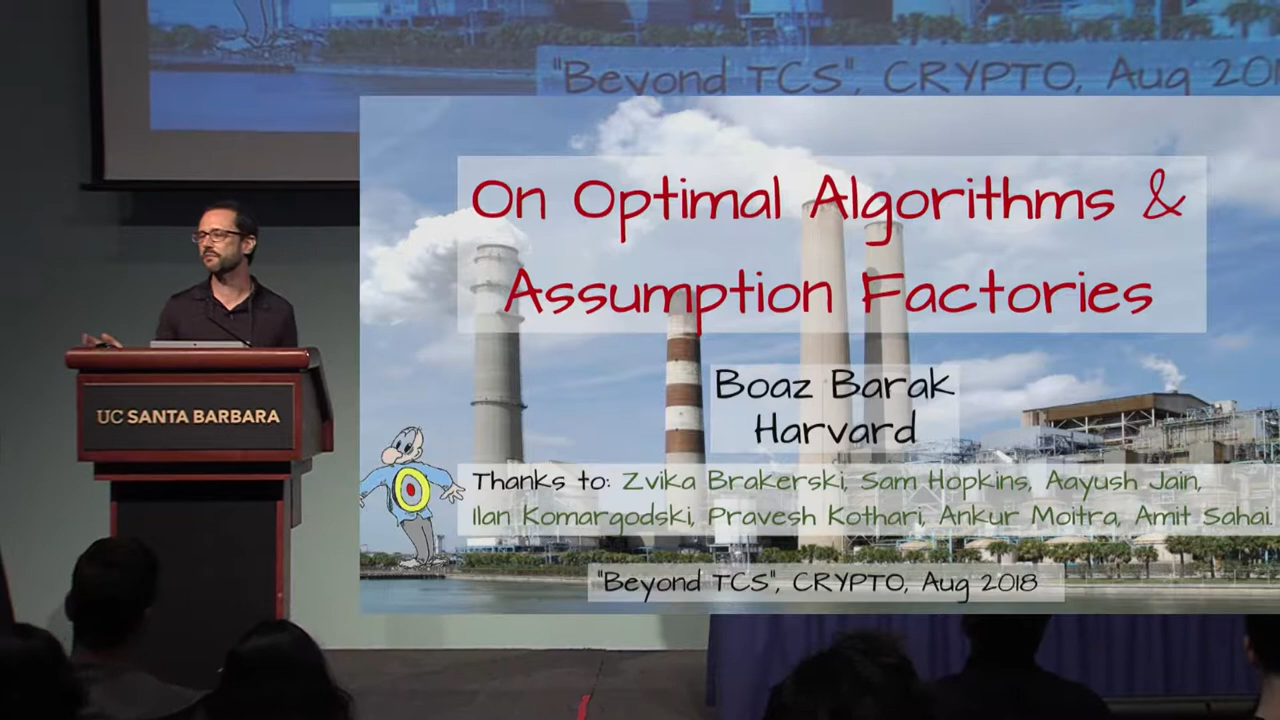 "Beyond TCS", CRYPTO, Aug 201
On Optimal Algorithms &
Assumption Factories
Boaz Barak
Harvard
Thanks to: Zvika Brakerski, Sam Hopkins, Aayush Jain,
Ilan Komargodski, Pravesh Kothari, Ankur Moitra, Amit Sahai.
"Beyond TCS", CRYPTO, Aug 2018
UC SANTA BARBARA